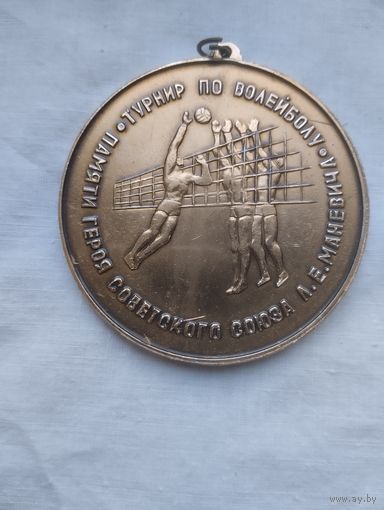 • ТУРНИР ПО ВОЛЕЙБОЛУ •
ПАМЯТИ ГЕРОЯ СОВЕТСКОГО СОЮЗА Л.Е.МАНЕВИЧА
www.ay.by